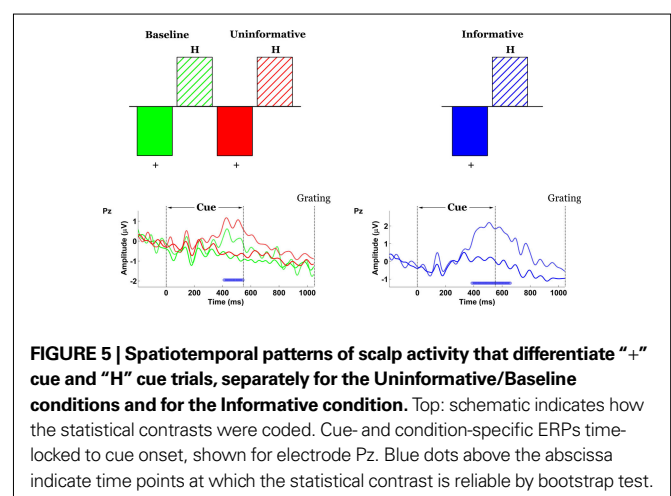 Baseline Uninformative Informative
H H H
+ + +
Pz Cue Grating Pz Cue Grating
Amplitude (µV) 1 0 -1 -2
0 200 400 600 800 1000
Time (ms)
Amplitude (µV) 2 1 0 -1
0 200 400 600 800 1000
Time (ms)
FIGURE 5 | Spatiotemporal patterns of scalp activity that differentiate “+”
cue and “H” cue trials, separately for the Uninformative/Baseline
conditions and for the Informative condition. Top: schematic indicates how
the statistical contrasts were coded. Cue- and condition-specific ERPs time-
locked to cue onset, shown for electrode Pz. Blue dots above the abscissa
indicate time points at which the statistical contrast is reliable by bootstrap test.